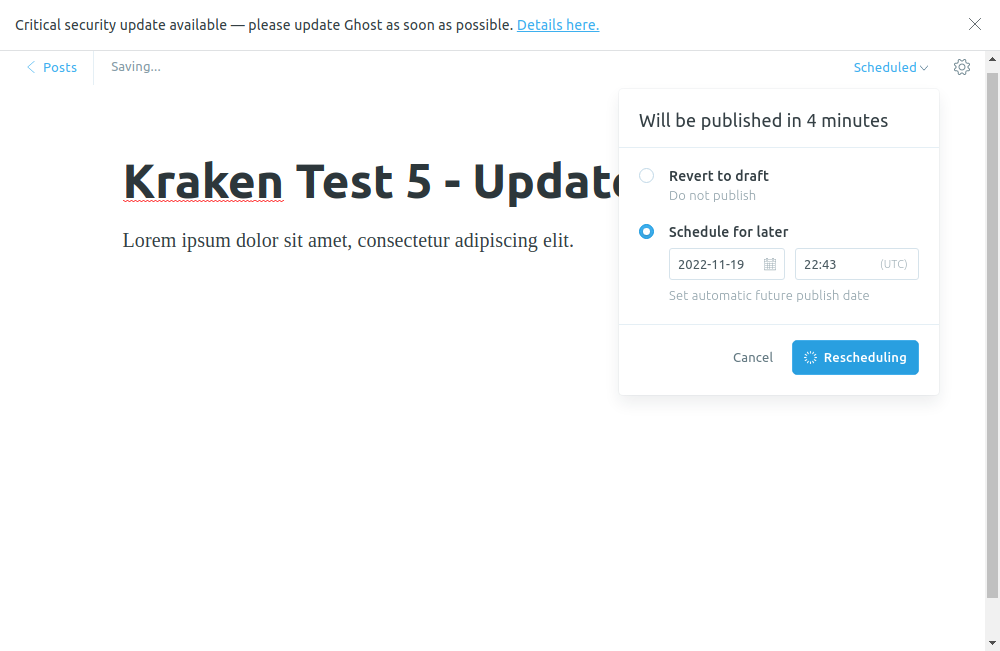 Critical security update available — please update Ghost as soon as possible. Details here.
Posts
Saving...
Scheduled
Will be published in 4 minutes
Kraken Test 5 - Update
Lorem ipsum dolor sit amet, consectetur adipiscing elit.
Revert to draft
Do not publish
Schedule for later
2022-11-19
22:43 (UTC)
Set automatic future publish date
Cancel
Rescheduling